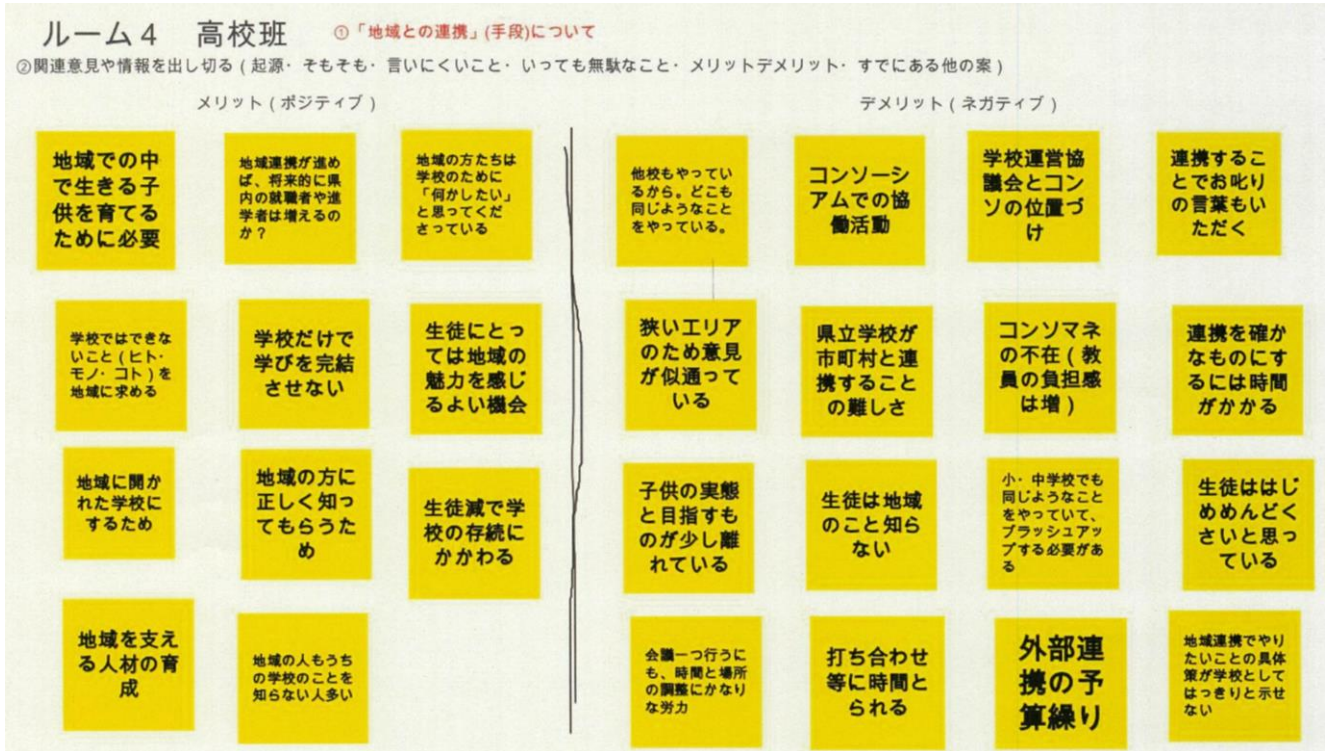 ルーム４　高校班　①「地域との連携」(手段)について
②関連意見や情報を出し切る（起源・そもそも・言いにくいこと・いっても無駄なこと・メリットデメリット・すでにある他の案）
メリット（ポジティブ）
地域での中
で生きる子
供を育てる
ために必要
地域連携が進め
ば、将来的に県
内の就職者や進
学者は増えるの
か？
地域の方たちは
学校のために
「何かしたい」
と思ってくだ
さっている
学校ではできな
いこと（ヒト・
モノ・コト）を
地域に求める
学校だけで
学びを完結
させない
生徒にとっ
ては地域の
魅力を感じ
るよい機会
地域に開か
れた学校に
するため
地域の方に
正しく知っ
てもらうた
め
生徒減で学
校の存続に
かかわる
地域を支え
る人材の育
成
地域の人もうち
の学校のことを
知らない人多い
デメリット（ネガティブ）
他校もやってい
るから。どこも
同じようなこと
をやっている。
コンソーシ
アムでの協
働活動
学校運営協
議会とコン
ソの位置づ
け
連携するこ
とでお叱り
の言葉もい
ただく
狭いエリア
のため意見
が似通って
いる
県立学校が
市町村と連
携すること
の難しさ
コンソマネ
の不在（教
員の負担感
は増）
連携を確か
なものにす
るには時間
がかかる
子供の実態
と目指すも
のが少し離
れている
生徒は地域
のこと知ら
ない
小・中学校でも
同じようなこと
をやっていて、
ブラッシュアッ
プする必要があ
る
生徒ははじ
めめんどく
さいと思っ
ている
会議一つ行うに
も、時間と場所
の調整にかなり
な労力
打ち合わせ
等に時間と
られる
外部連
携の予
算繰り
地域連携でやり
たいことの具体
策が学校として
はっきりと示せ
ない